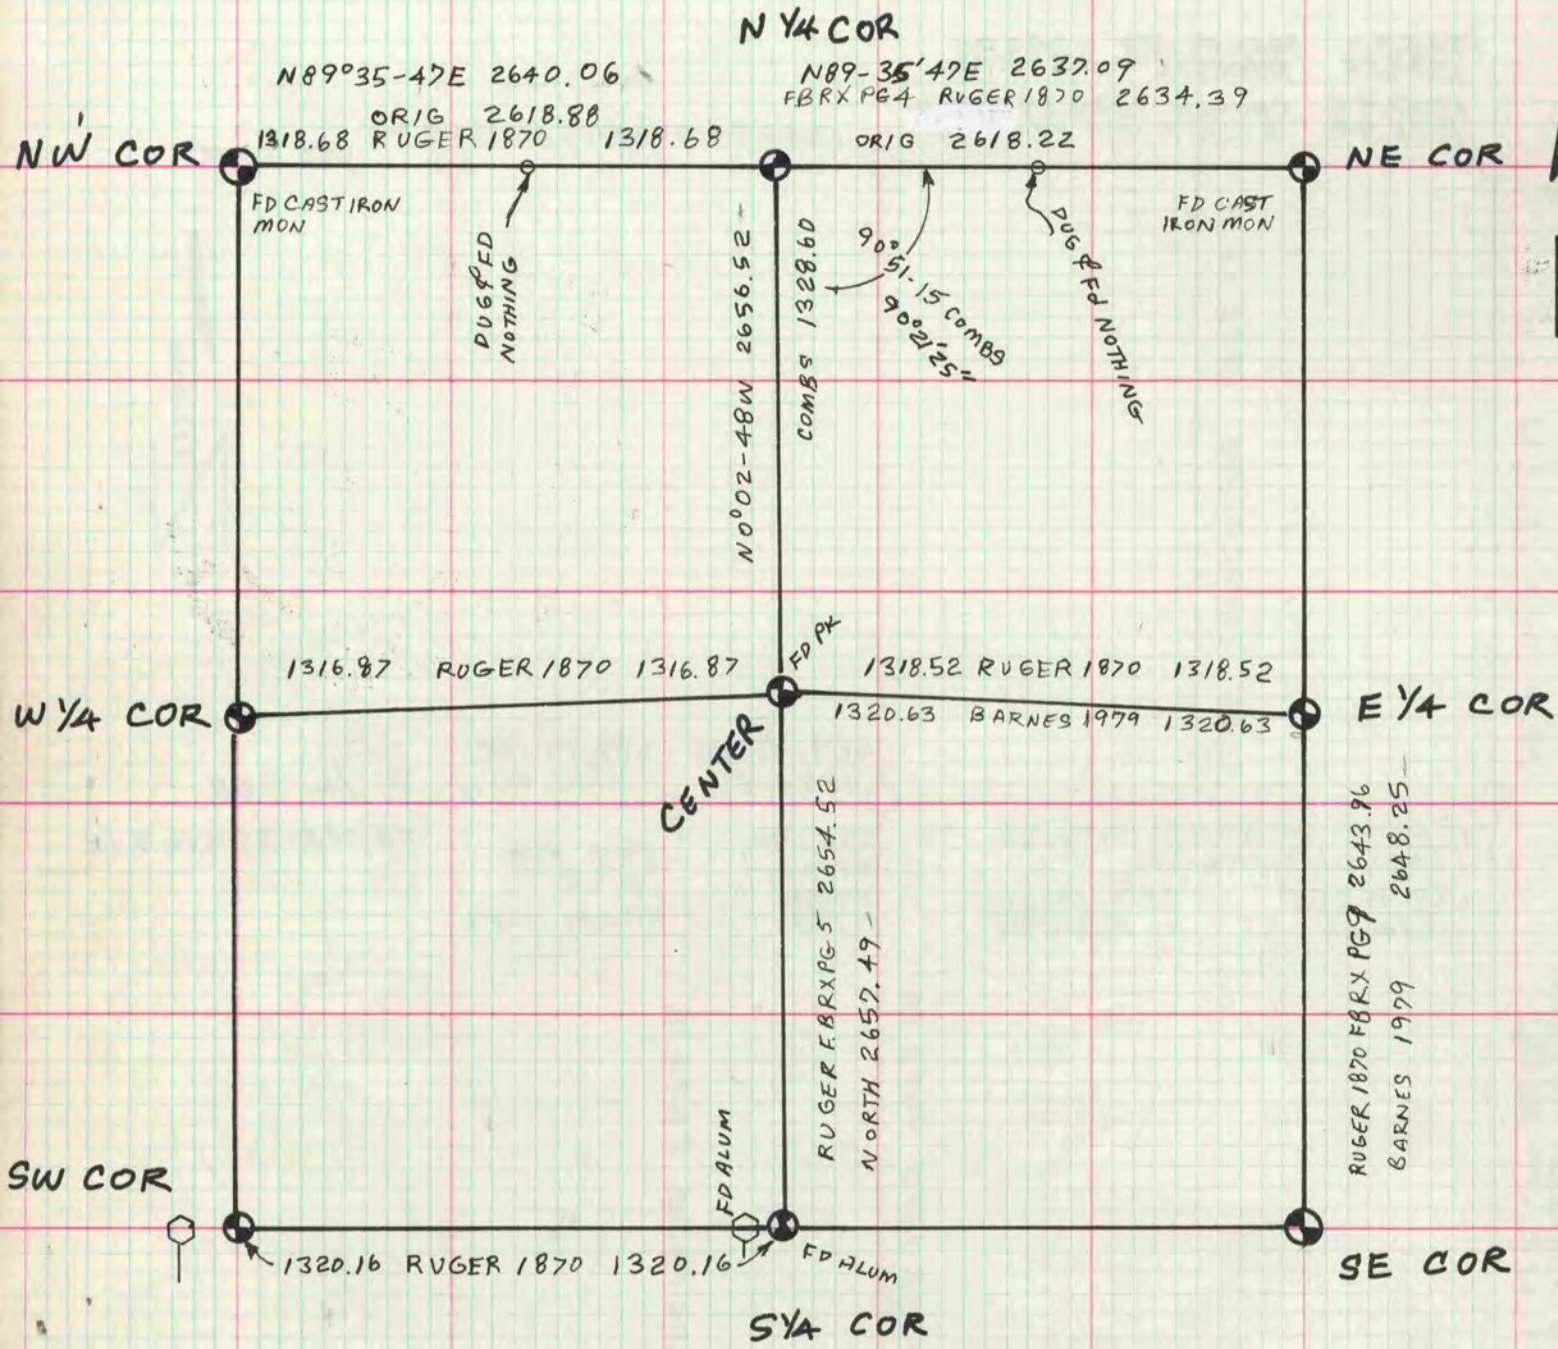 N 1/4 COR
N89°35-47E 2640.06
N89-35'47E 2637.09
FBRX PG4 RUGER 1870 2634.39
ORIG 2618.88
1318.68 RUGER 1870 1318.68
ORIG 2618.22
NW COR
NE COR
FD CAST IRON
MON
FD CAST
IRON MON
DUG & FD
NOTHING
N0°02-48W 2656.52
COMBS 1328.60
90°51-15 COMBS
90°21'25"
DUG & FD NOTHING
FD PK
1316.87 RUGER 1870 1316.87
1318.52 RUGER 1870 1318.52
W 1/4 COR
E 1/4 COR
1320.63 BARNES 1979 1320.63
CENTER
RUGER F.BRX PG 5 2654.52
NORTH 2657.49
RUGER 1870 FBRX PG9 2643.96
BARNES 1979 2648.25
FD ALUM
SW COR
1320.16 RUGER 1870 1320.16
FD ALUM
SE COR
S 1/4 COR